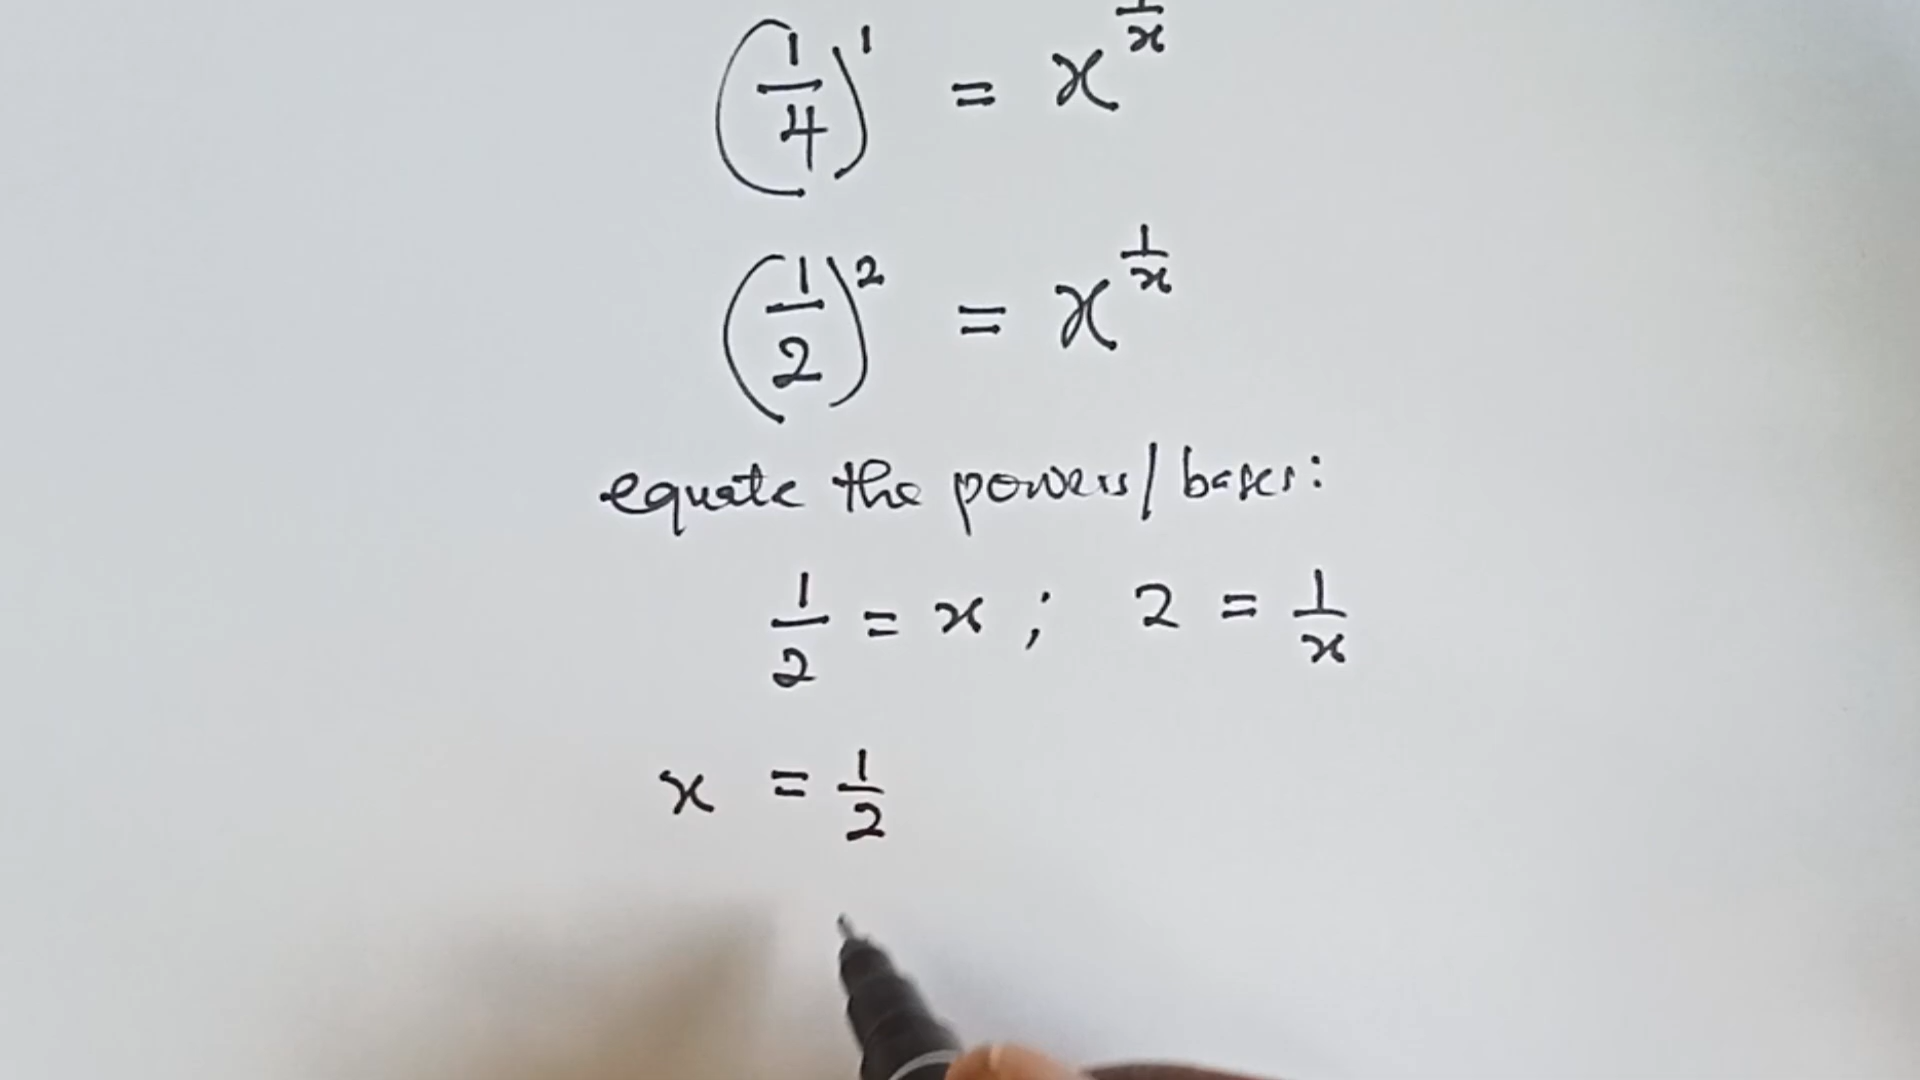 (1/4)^1 = x^(1/x)
(1/2)^2 = x^(1/x)
equate the powers/bases:
1/2 = x ; 2 = 1/x
x = 1/2